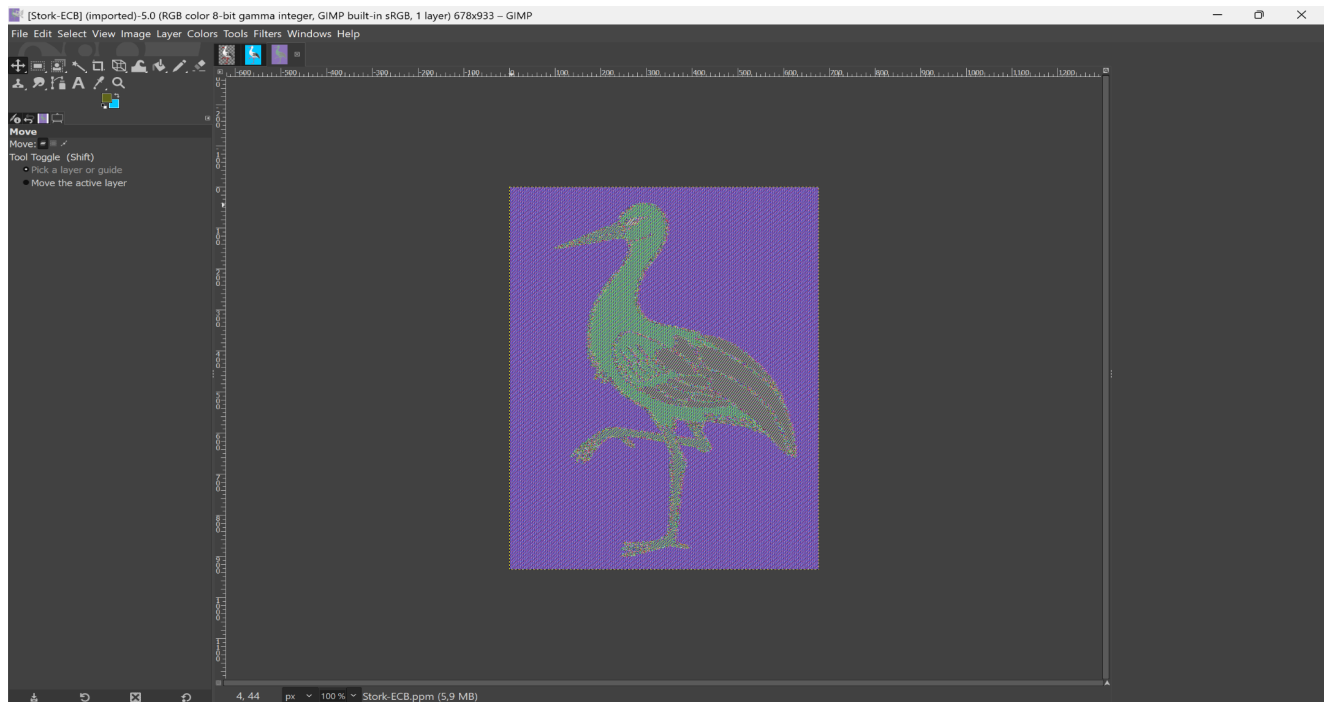 [Stork-ECB] (imported)-5.0 (RGB color 8-bit gamma integer, GIMP built-in sRGB, 1 layer) 678x933 – GIMP
File Edit Select View Image Layer Colors Tools Filters Windows Help
-600 -500 -400 -300 -200 -100 0 100 200 300 400 500 600 700 800 900 1000 1100 1200
Move
Move:
Tool Toggle (Shift)
Pick a layer or guide
Move the active layer
4, 44 px 100 % Stork-ECB.ppm (5,9 MB)